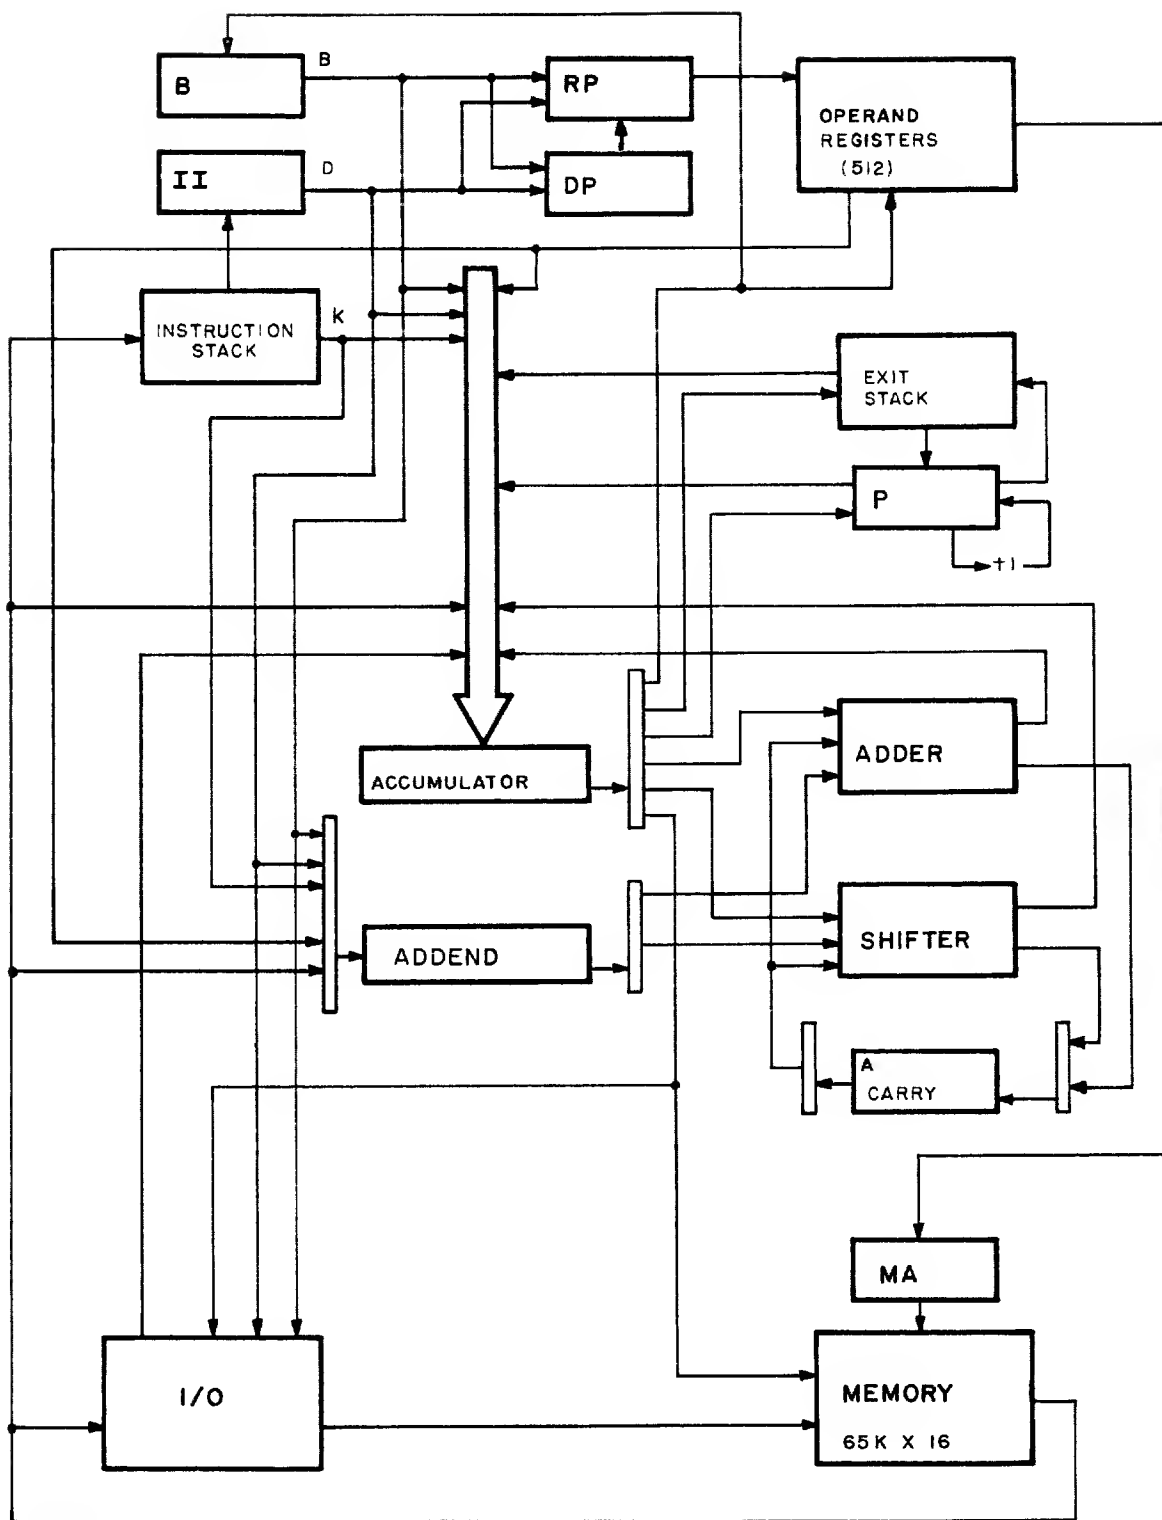 B
B
RP
OPERAND
REGISTERS
(512)
II
D
DP
INSTRUCTION
STACK
K
EXIT
STACK
P
+1
ADDER
ACCUMULATOR
SHIFTER
ADDEND
A
CARRY
MA
I/O
MEMORY
65K X 16